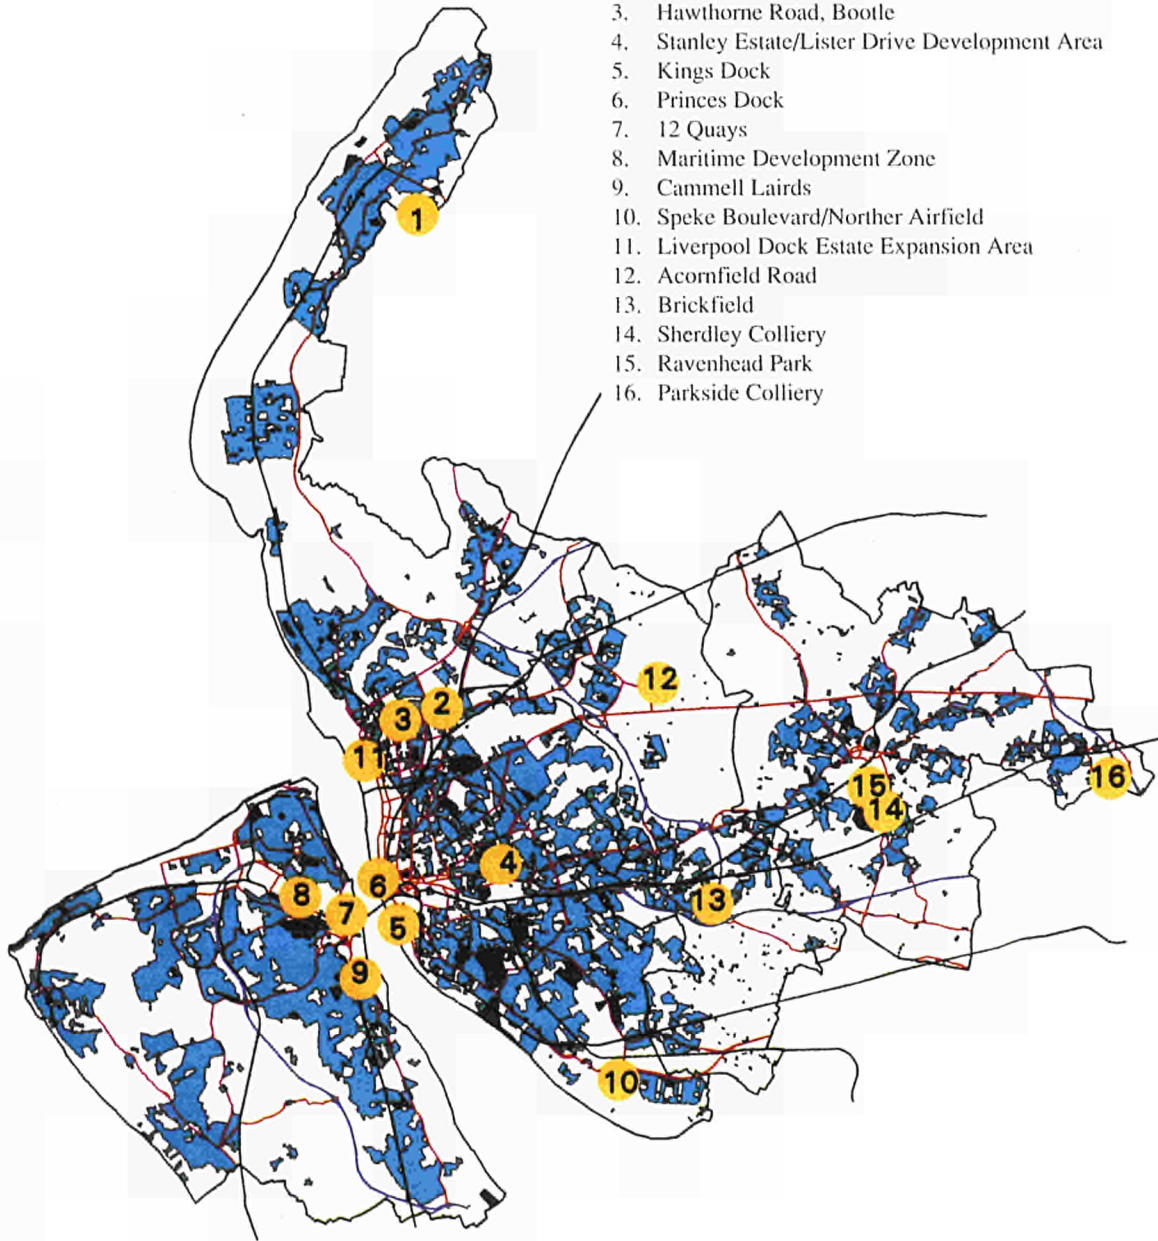 3. Hawthorne Road, Bootle
4. Stanley Estate/Lister Drive Development Area
5. Kings Dock
6. Princes Dock
7. 12 Quays
8. Maritime Development Zone
9. Cammell Lairds
10. Speke Boulevard/Norther Airfield
11. Liverpool Dock Estate Expansion Area
12. Acornfield Road
13. Brickfield
14. Sherdley Colliery
15. Ravenhead Park
16. Parkside Colliery
1
12
2
3
11
16
15
14
4
6
8
13
7
5
9
10